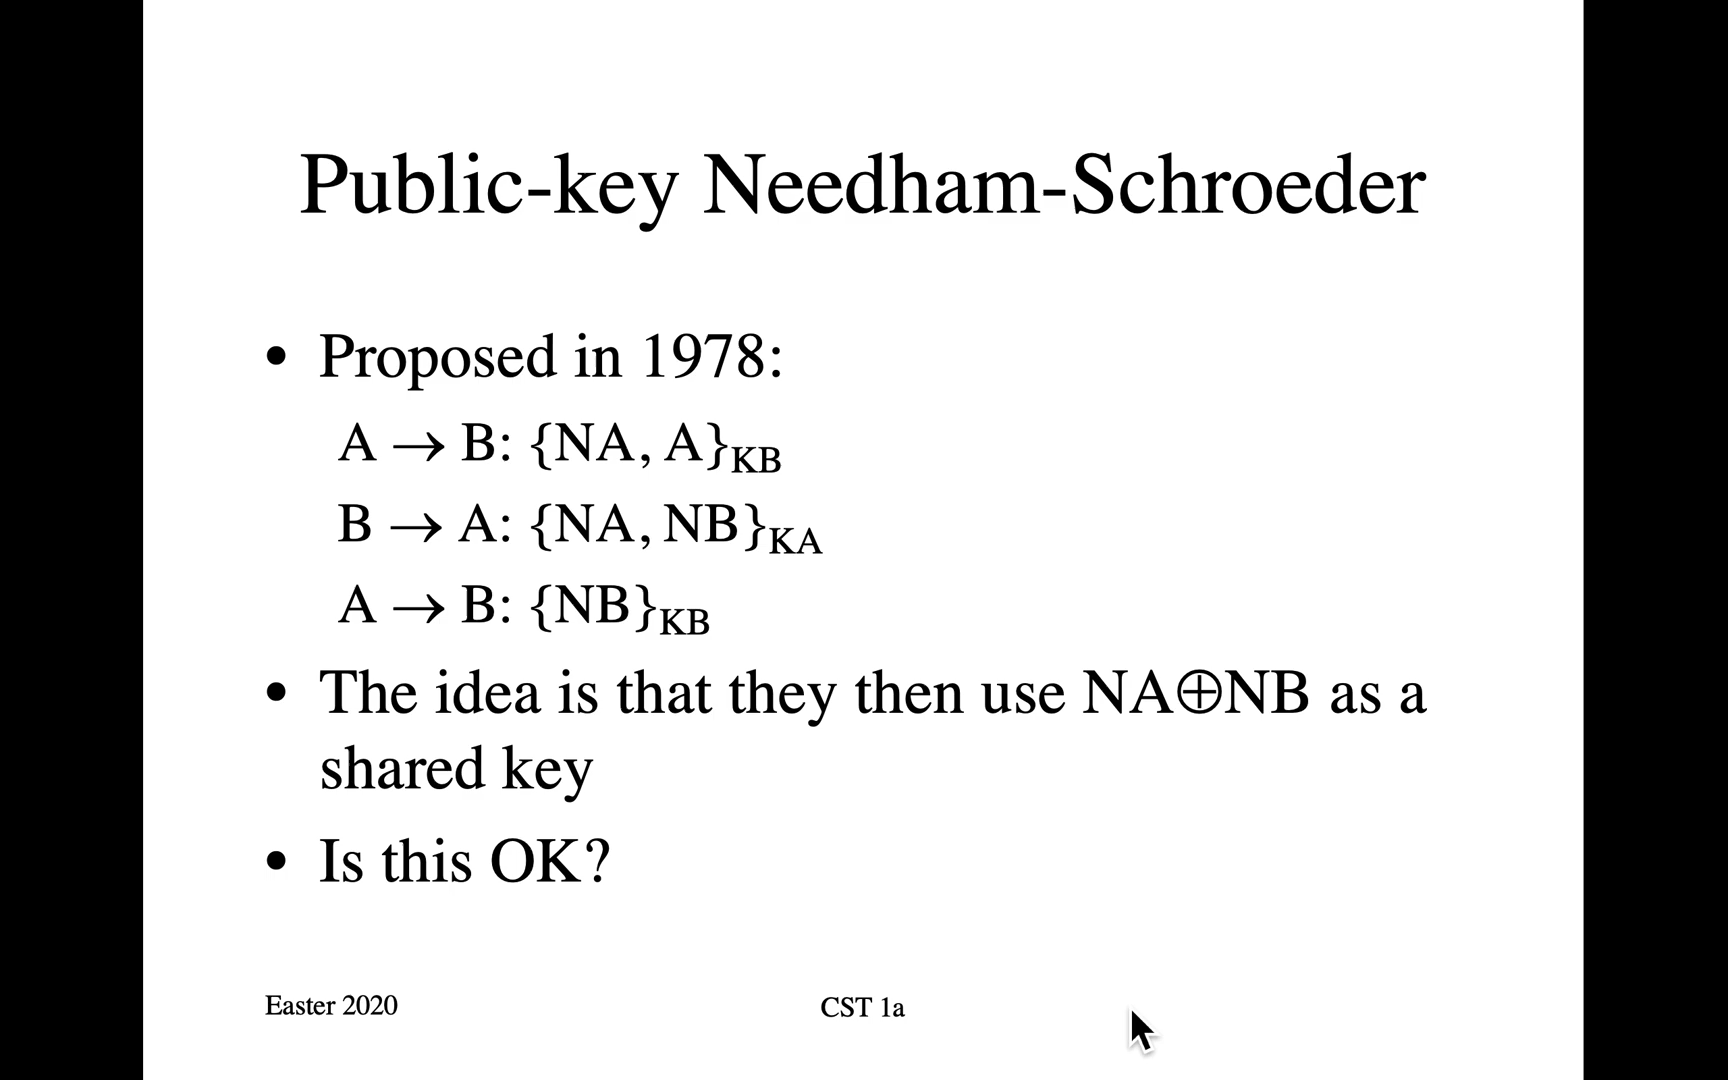 Public-key Needham-Schroeder
• Proposed in 1978:
A → B: {NA, A}KB
B → A: {NA, NB}KA
A → B: {NB}KB
• The idea is that they then use NA⊕NB as a
shared key
• Is this OK?
Easter 2020
CST 1a